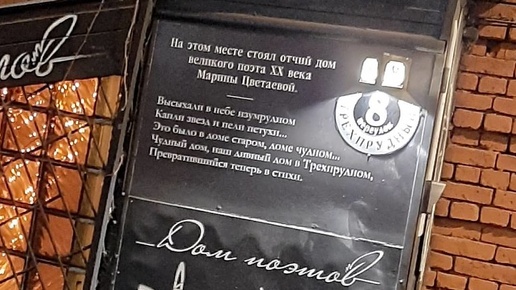 На этом месте стоял отчий дом
великого поэта XX века
Марины Цветаевой.
Высыхали в небе изумрудном
Капли звезд и пели петухи...
Это было в доме старом, доме чудном...
Чудный дом, наш дивный дом в Трехпрудном,
Превратившийся теперь в стихи.
8
переулок
ТРЕХПРУДНЫЙ
Дом поэтов